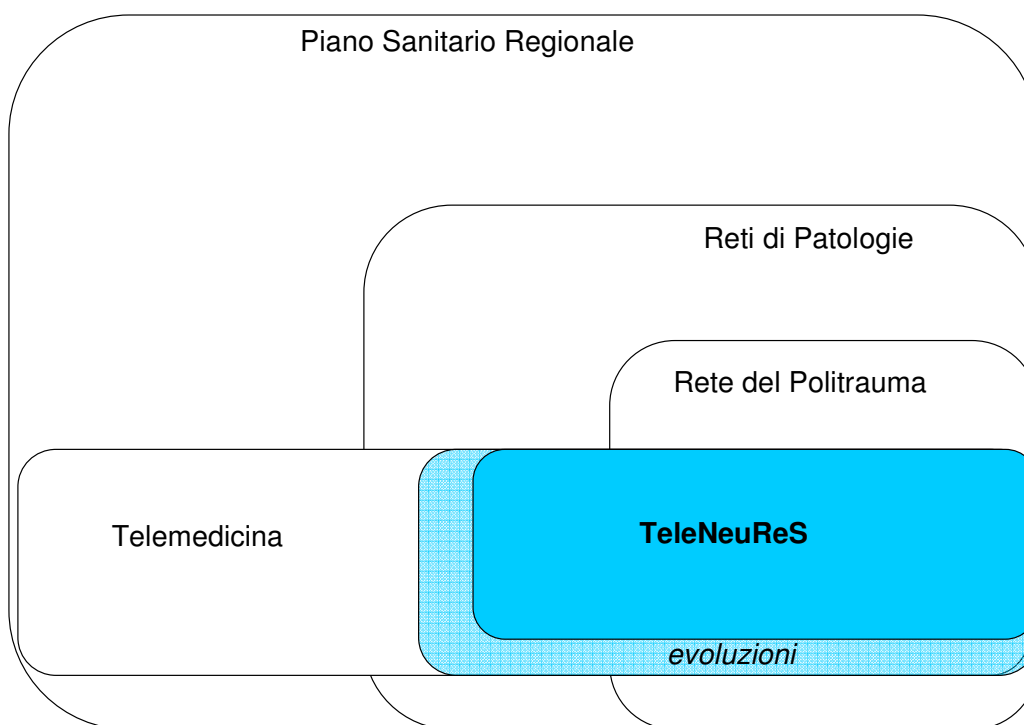 Piano Sanitario Regionale
Reti di Patologie
Rete del Politrauma
Telemedicina
TeleNeuReS
evoluzioni